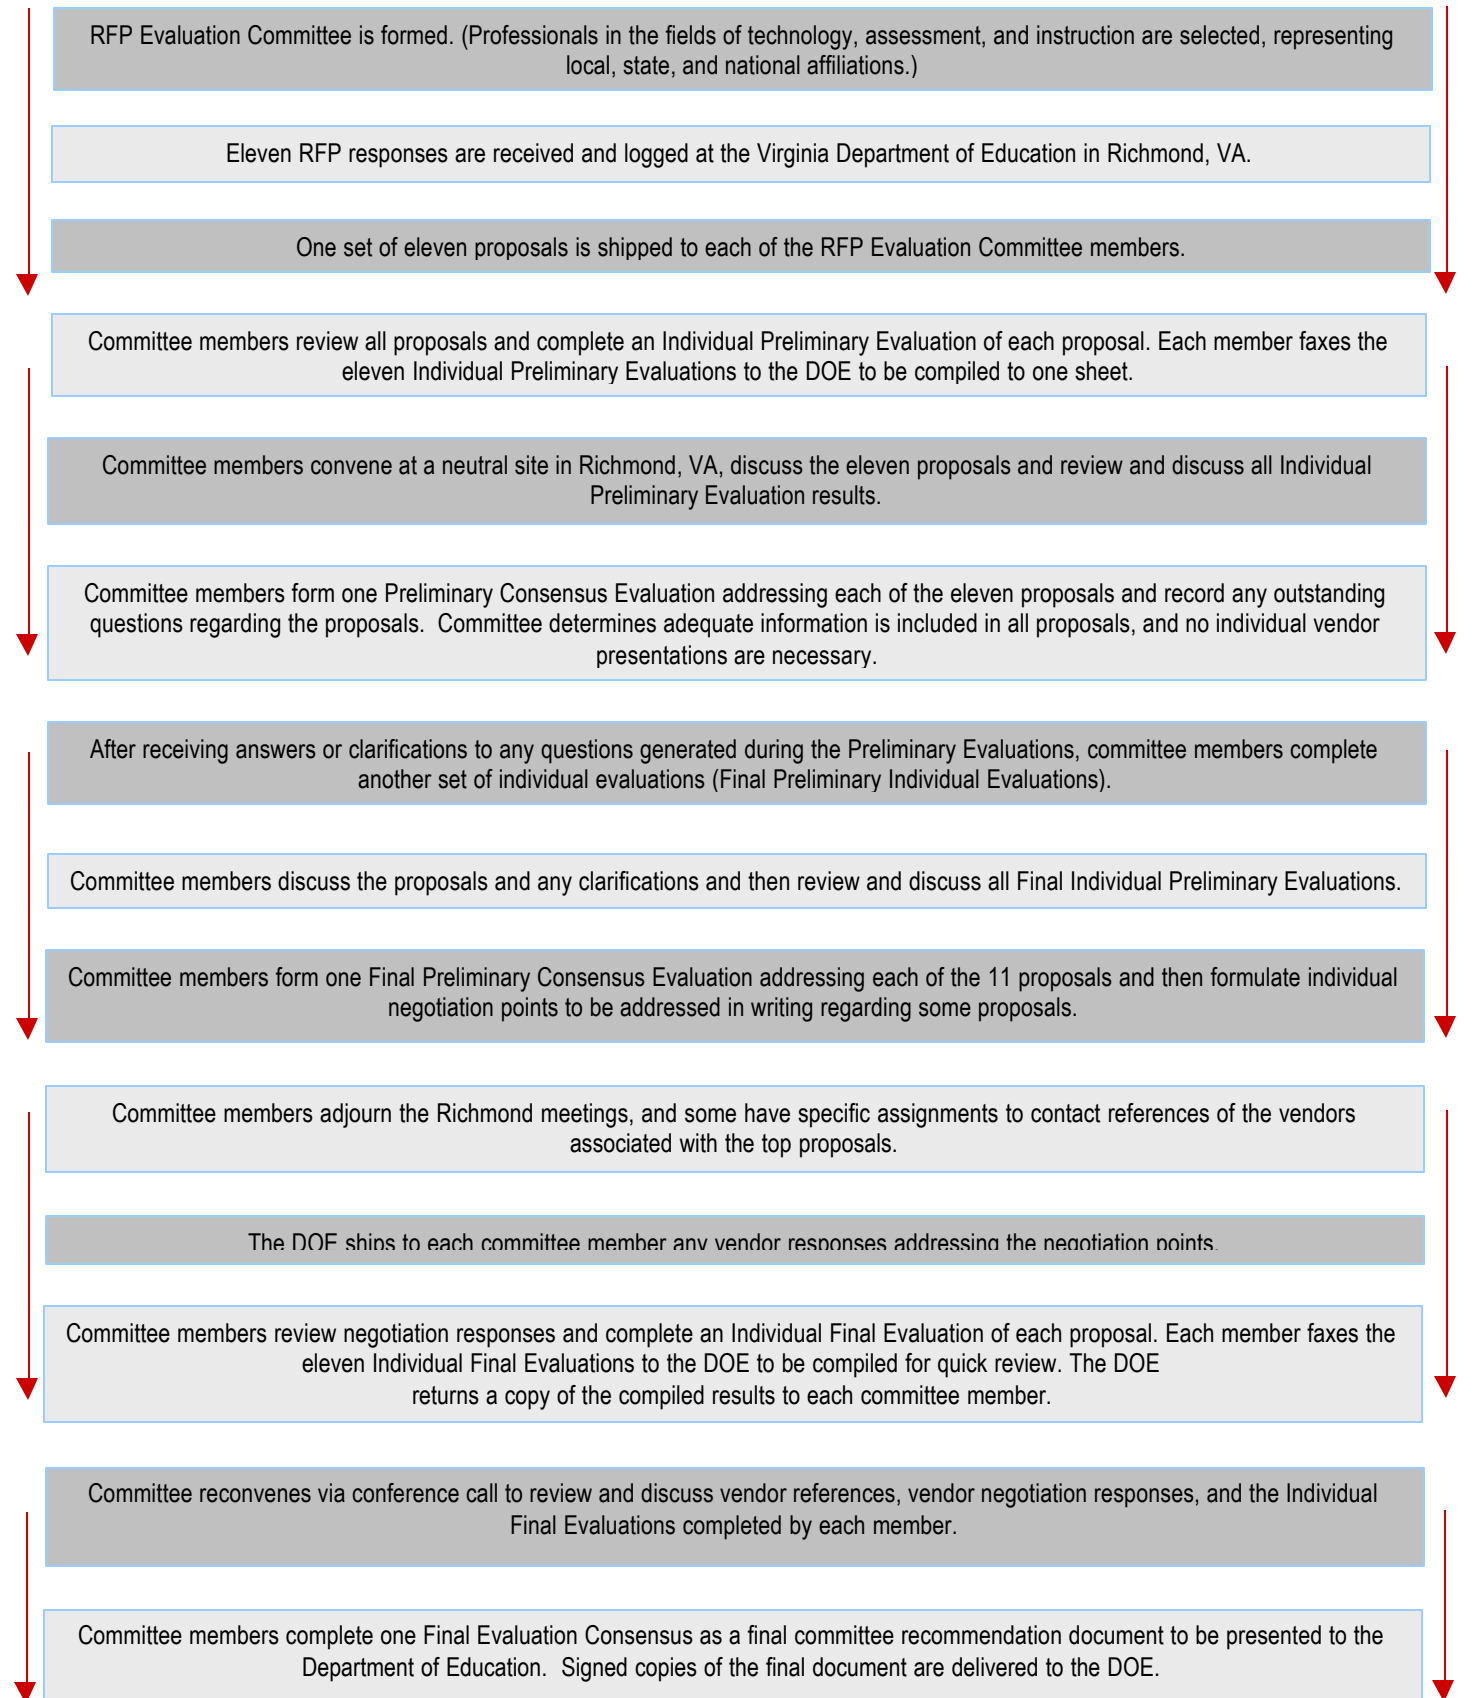 RFP Evaluation Committee is formed. (Professionals in the fields of technology, assessment, and instruction are selected, representing
local, state, and national affiliations.)
Eleven RFP responses are received and logged at the Virginia Department of Education in Richmond, VA.
One set of eleven proposals is shipped to each of the RFP Evaluation Committee members.
Committee members review all proposals and complete an Individual Preliminary Evaluation of each proposal. Each member faxes the
eleven Individual Preliminary Evaluations to the DOE to be compiled to one sheet.
Committee members convene at a neutral site in Richmond, VA, discuss the eleven proposals and review and discuss all Individual
Preliminary Evaluation results.
Committee members form one Preliminary Consensus Evaluation addressing each of the eleven proposals and record any outstanding
questions regarding the proposals.  Committee determines adequate information is included in all proposals, and no individual vendor
presentations are necessary.
After receiving answers or clarifications to any questions generated during the Preliminary Evaluations, committee members complete
another set of individual evaluations (Final Preliminary Individual Evaluations).
Committee members discuss the proposals and any clarifications and then review and discuss all Final Individual Preliminary Evaluations.
Committee members form one Final Preliminary Consensus Evaluation addressing each of the 11 proposals and then formulate individual
negotiation points to be addressed in writing regarding some proposals.
Committee members adjourn the Richmond meetings, and some have specific assignments to contact references of the vendors
associated with the top proposals.
The DOE ships to each committee member any vendor responses addressing the negotiation points.
Committee members review negotiation responses and complete an Individual Final Evaluation of each proposal. Each member faxes the
eleven Individual Final Evaluations to the DOE to be compiled for quick review. The DOE
returns a copy of the compiled results to each committee member.
Committee reconvenes via conference call to review and discuss vendor references, vendor negotiation responses, and the Individual
Final Evaluations completed by each member.
Committee members complete one Final Evaluation Consensus as a final committee recommendation document to be presented to the
Department of Education.  Signed copies of the final document are delivered to the DOE.